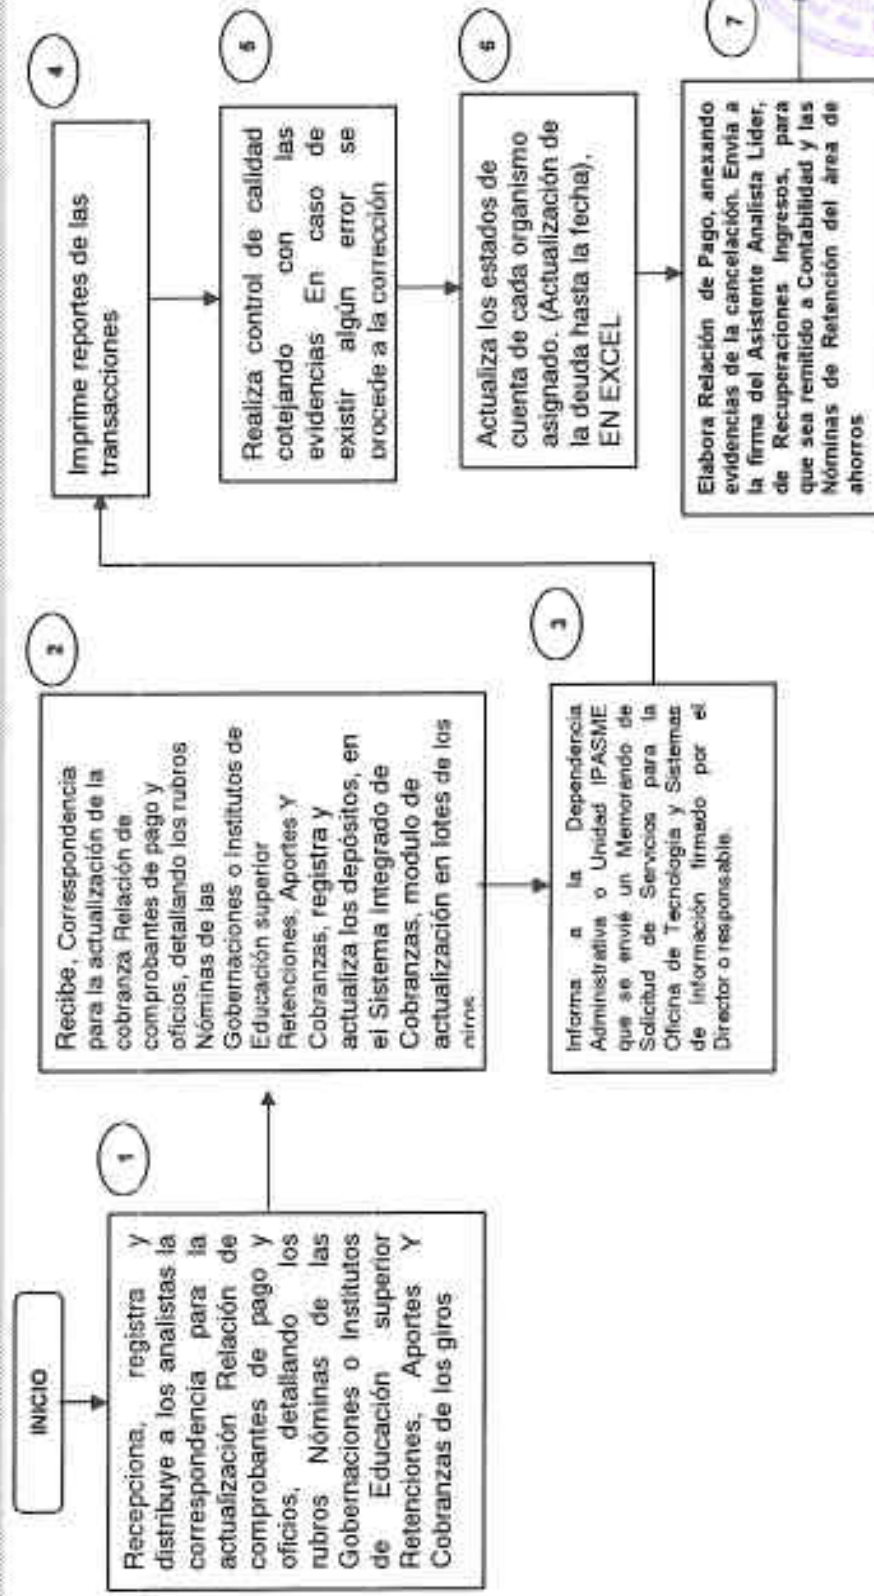 INICIO
1
Recepciona, registra y
distribuye a los analistas la
correspondencia para la
actualización Relación de
comprobantes de pago y
oficios, detallando los
rubros Nóminas de las
Gobernaciones o Institutos
de Educación superior
Retenciones, Aportes Y
Cobranzas de los giros
2
Recibe, Correspondencia
para la actualización de la
cobranza Relación de
comprobantes de pago y
oficios, detallando los rubros
Nóminas de las
Gobernaciones o Institutos de
Educación superior
Retenciones, Aportes Y
Cobranzas, registra y
actualiza los depósitos, en
el Sistema Integrado de
Cobranzas, modulo de
actualización en lotes de los
giros
3
Informa a la Dependencia
Administrativa o Unidad IPASME
que se envié un Memorando de
Solicitud de Servicios para la
Oficina de Tecnología y Sistemas
de Información firmado por el
Director o responsable.
4
Imprime reportes de las
transacciones
5
Realiza control de calidad
cotejando con las
evidencias En caso de
existir algún error se
procede a la corrección
6
Actualiza los estados de
cuenta de cada organismo
asignado. (Actualización de
la deuda hasta la fecha),
EN EXCEL
7
Elabora Relación de Pago, anexando
evidencias de la cancelación. Envia a
la firma del Asistente Analista Lider,
de Recuperaciones Ingresos, para
que sea remitido a Contabilidad y las
Nóminas de Retención del área de
ahorros